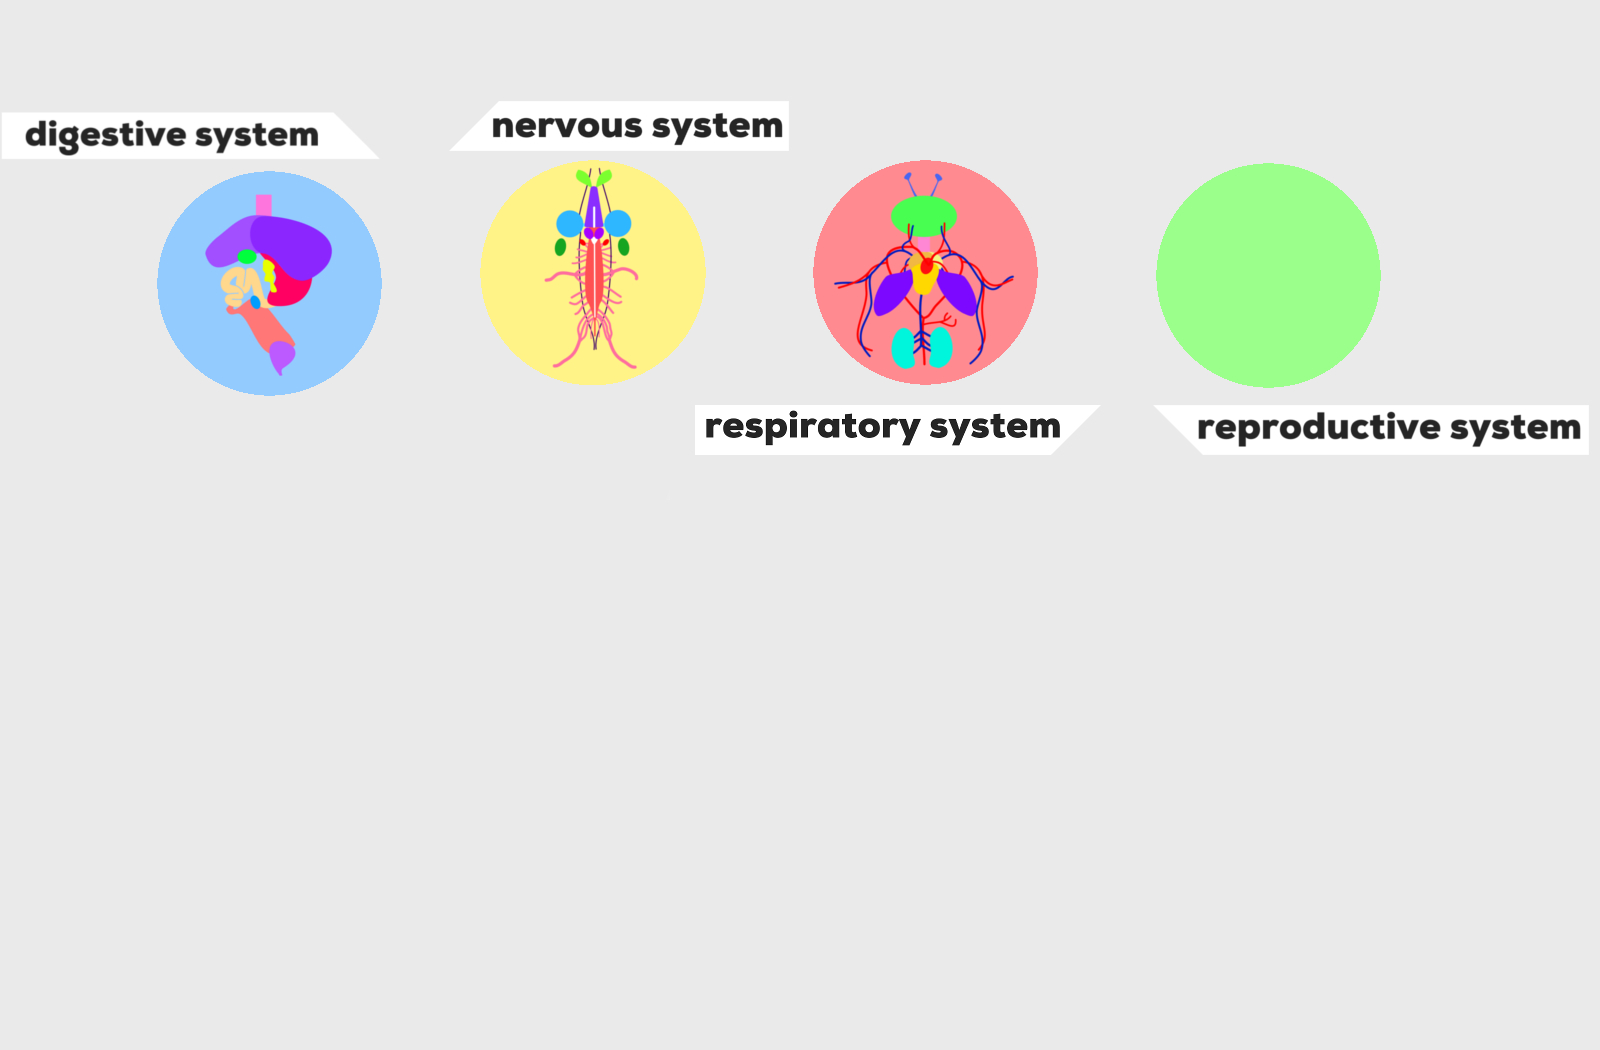 digestive system
nervous system
respiratory system
reproductive system